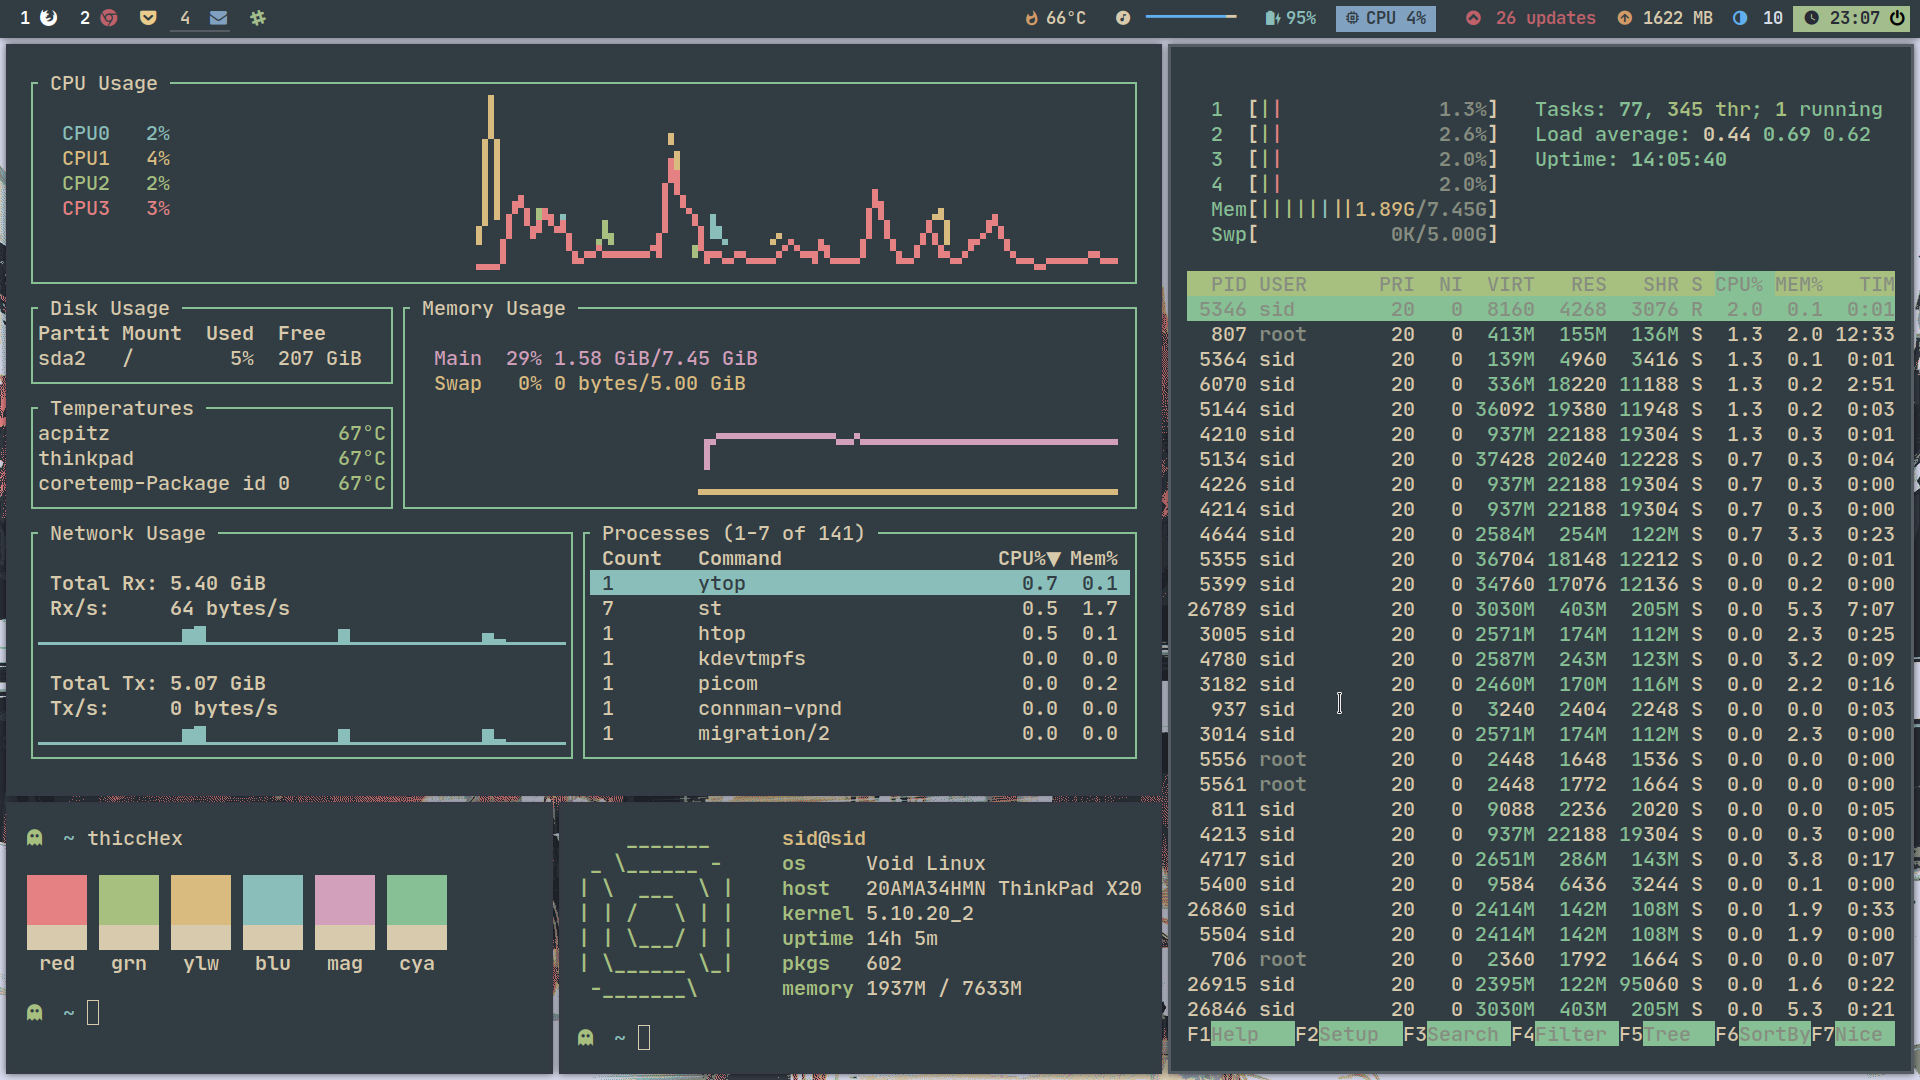 1 2 4 66°C 95% CPU 4% 26 updates 1622 MB 10 23:07
CPU Usage
CPU0 2%
CPU1 4%
CPU2 2%
CPU3 3%
Disk Usage
Partit Mount Used Free
sda2 / 5% 207 GiB
Temperatures
acpitz 67°C
thinkpad 67°C
coretemp-Package id 0 67°C
Memory Usage
Main 29% 1.58 GiB/7.45 GiB
Swap 0% 0 bytes/5.00 GiB
Network Usage
Total Rx: 5.40 GiB
Rx/s: 64 bytes/s
Total Tx: 5.07 GiB
Tx/s: 0 bytes/s
Processes (1-7 of 141)
Count Command CPU%▼ Mem%
1 ytop 0.7 0.1
7 st 0.5 1.7
1 htop 0.5 0.1
1 kdevtmpfs 0.0 0.0
1 picom 0.0 0.2
1 connman-vpnd 0.0 0.0
1 migration/2 0.0 0.0
~ thiccHex
red grn ylw blu mag cya
~
sid@sid
os Void Linux
host 20AMA34HMN ThinkPad X20
kernel 5.10.20_2
uptime 14h 5m
pkgs 602
memory 1937M / 7633M
~
1 [|| 1.3%] Tasks: 77, 345 thr; 1 running
2 [|| 2.6%] Load average: 0.44 0.69 0.62
3 [|| 2.0%] Uptime: 14:05:40
4 [|| 2.0%]
Mem[||||||||1.89G/7.45G]
Swp[ 0K/5.00G]
PID USER PRI NI VIRT RES SHR S CPU% MEM% TIM
5346 sid 20 0 8160 4268 3076 R 2.0 0.1 0:01
807 root 20 0 413M 155M 136M S 1.3 2.0 12:33
5364 sid 20 0 139M 4960 3416 S 1.3 0.1 0:01
6070 sid 20 0 336M 18220 11188 S 1.3 0.2 2:51
5144 sid 20 0 36092 19380 11948 S 1.3 0.2 0:03
4210 sid 20 0 937M 22188 19304 S 1.3 0.3 0:01
5134 sid 20 0 37428 20240 12228 S 0.7 0.3 0:04
4226 sid 20 0 937M 22188 19304 S 0.7 0.3 0:00
4214 sid 20 0 937M 22188 19304 S 0.7 0.3 0:00
4644 sid 20 0 2584M 254M 122M S 0.7 3.3 0:23
5355 sid 20 0 36704 18148 12212 S 0.0 0.2 0:01
5399 sid 20 0 34760 17076 12136 S 0.0 0.2 0:00
26789 sid 20 0 3030M 403M 205M S 0.0 5.3 7:07
3005 sid 20 0 2571M 174M 112M S 0.0 2.3 0:25
4780 sid 20 0 2587M 243M 123M S 0.0 3.2 0:09
3182 sid 20 0 2460M 170M 116M S 0.0 2.2 0:16
937 sid 20 0 3240 2404 2248 S 0.0 0.0 0:03
3014 sid 20 0 2571M 174M 112M S 0.0 2.3 0:00
5556 root 20 0 2448 1648 1536 S 0.0 0.0 0:00
5561 root 20 0 2448 1772 1664 S 0.0 0.0 0:00
811 sid 20 0 9088 2236 2020 S 0.0 0.0 0:05
4213 sid 20 0 937M 22188 19304 S 0.0 0.3 0:00
4717 sid 20 0 2651M 286M 143M S 0.0 3.8 0:17
5400 sid 20 0 9584 6436 3244 S 0.0 0.1 0:00
26860 sid 20 0 2414M 142M 108M S 0.0 1.9 0:33
5504 sid 20 0 2414M 142M 108M S 0.0 1.9 0:00
706 root 20 0 2360 1792 1664 S 0.0 0.0 0:07
26915 sid 20 0 2395M 122M 95060 S 0.0 1.6 0:22
26846 sid 20 0 3030M 403M 205M S 0.0 5.3 0:21
F1Help F2Setup F3Search F4Filter F5Tree F6SortByF7Nice